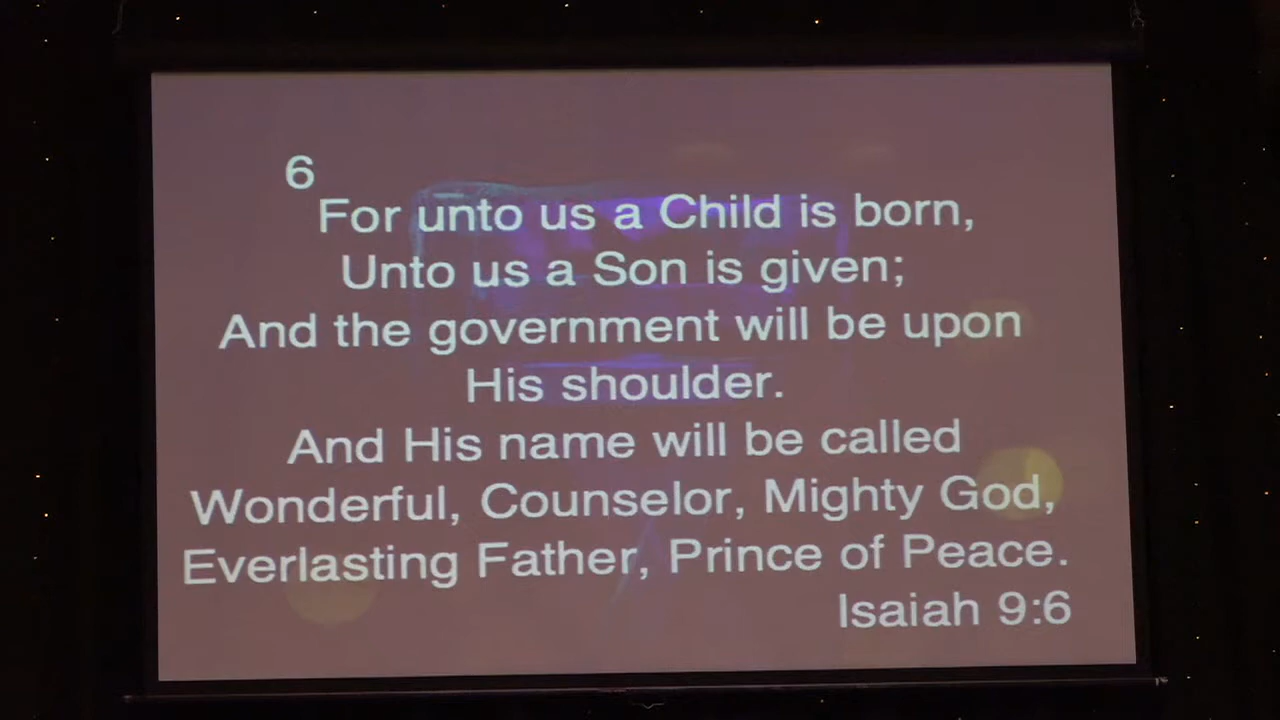 6
For unto us a Child is born,
Unto us a Son is given;
And the government will be upon
His shoulder.
And His name will be called
Wonderful, Counselor, Mighty God,
Everlasting Father, Prince of Peace.
Isaiah 9:6